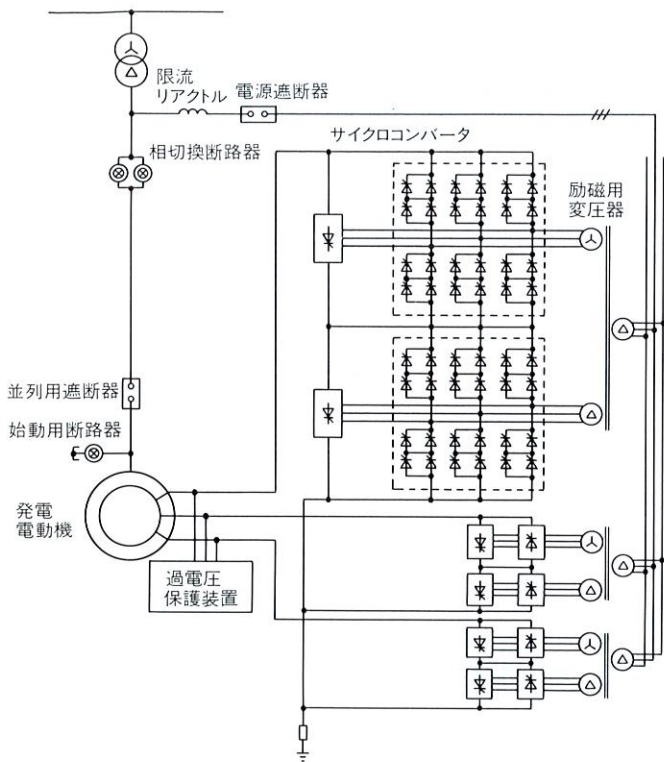 限流
リアクトル
電源遮断器
相切換断路器
サイクロコンバータ
励磁用
変圧器
並列用遮断器
始動用断路器
発電
電動機
過電圧
保護装置